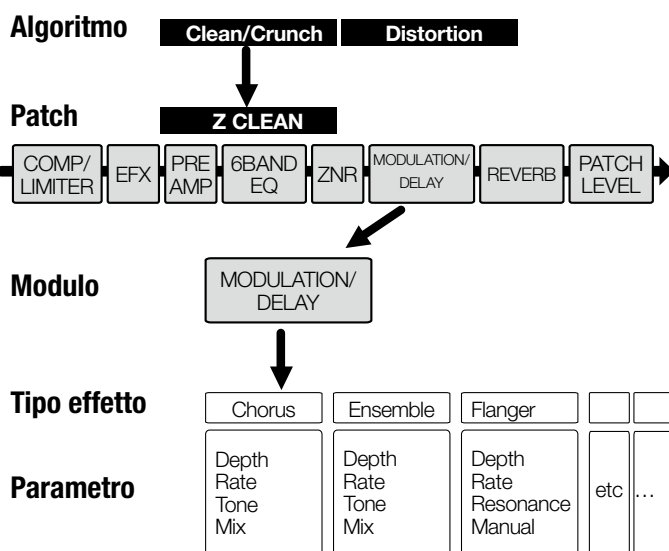 Algoritmo Clean/Crunch Distortion
Patch Z CLEAN
COMP/
LIMITER
EFX
PRE
AMP
6BAND
EQ
ZNR
MODULATION/
DELAY
REVERB
PATCH
LEVEL
Modulo
MODULATION/
DELAY
Tipo effetto Chorus Ensemble Flanger
Parametro
Depth
Rate
Tone
Mix
Depth
Rate
Tone
Mix
Depth
Rate
Resonance
Manual
etc
...